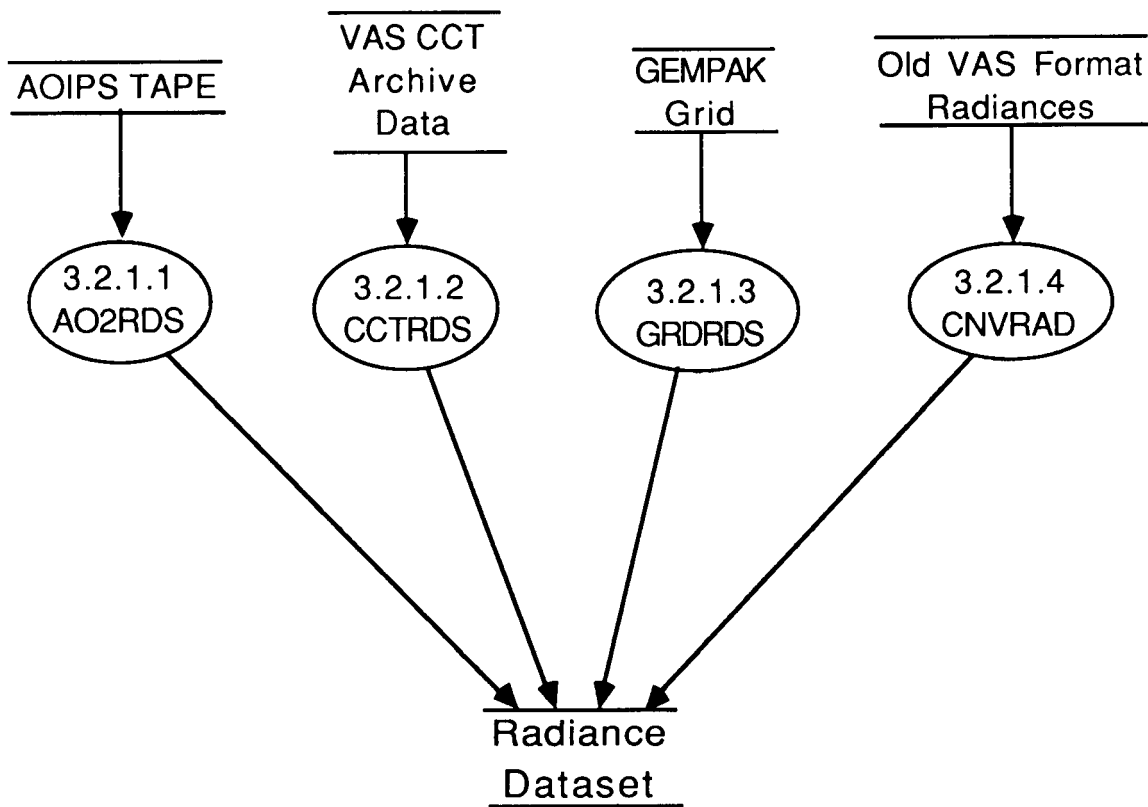 AOIPS TAPE
VAS CCT
Archive
Data
GEMPAK
Grid
Old VAS Format
Radiances
3.2.1.1
AO2RDS
3.2.1.2
CCTRDS
3.2.1.3
GRDRDS
3.2.1.4
CNVRAD
Radiance
Dataset